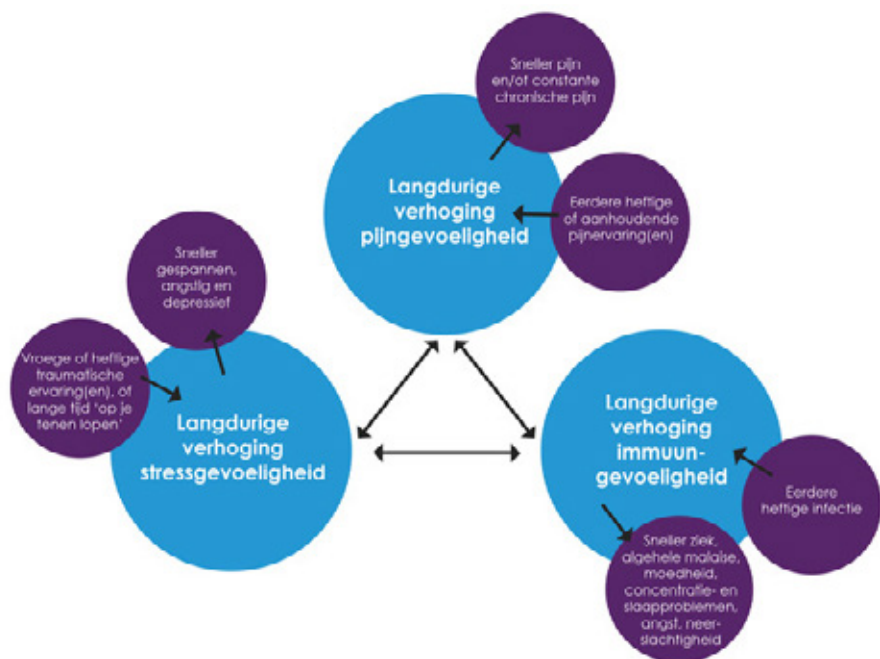 Sneller pijn
en/of constante
chronische pijn
Langdurige
verhoging
pijngevoeligheid
Eerdere heftige
of aanhoudende
pijnervaring(en)
Sneller
gespannen,
angstig en
depressief
Vroege of heftige
traumatische
ervaring(en), of
lange tijd ‘op je
tenen lopen’
Langdurige
verhoging
stressgevoeligheid
Langdurige
verhoging
immuun-
gevoeligheid
Eerdere
heftige infectie
Sneller ziek,
algehele malaise,
moedheid,
concentratie- en
slaapproblemen,
angst, neer-
slachtigheid